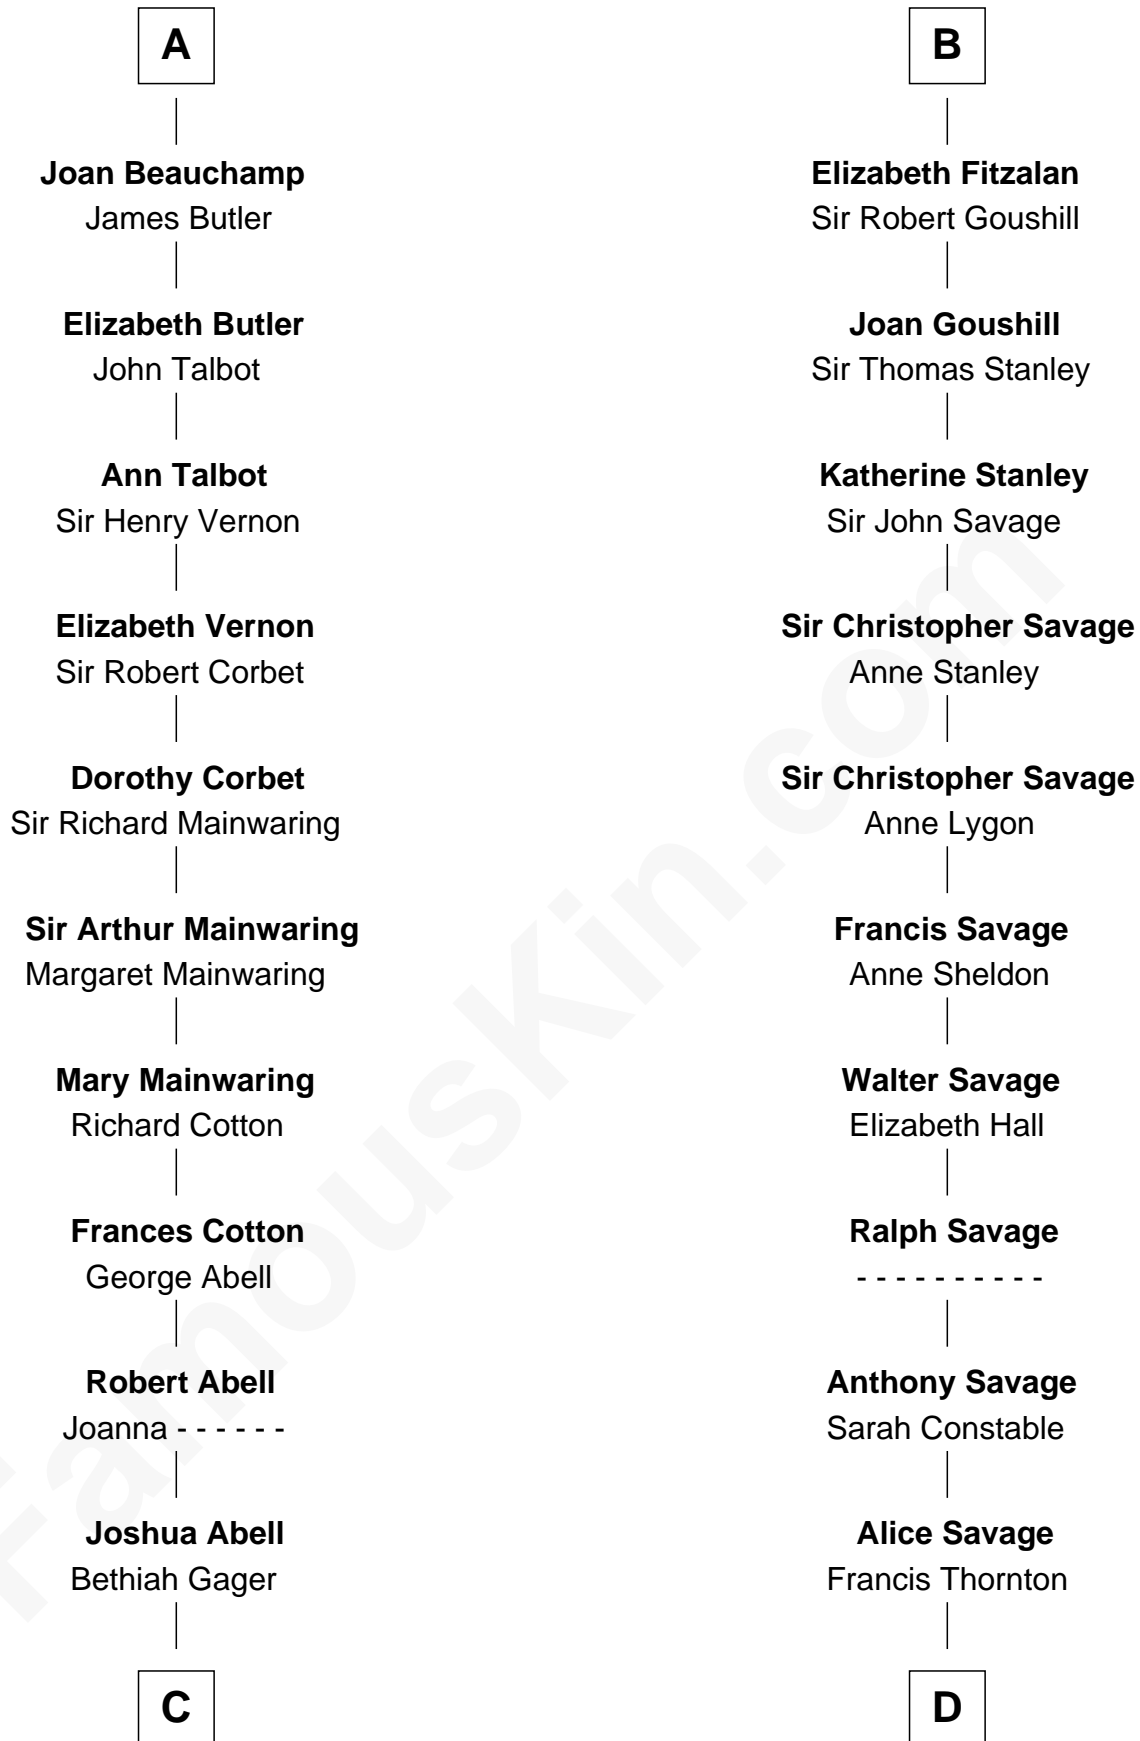 A
Joan Beauchamp
James Butler
Elizabeth Butler
John Talbot
Ann Talbot
Sir Henry Vernon
Elizabeth Vernon
Sir Robert Corbet
Dorothy Corbet
Sir Richard Mainwaring
Sir Arthur Mainwaring
Margaret Mainwaring
Mary Mainwaring
Richard Cotton
Frances Cotton
George Abell
Robert Abell
Joanna - - - - - -
Joshua Abell
Bethiah Gager
C
B
Elizabeth Fitzalan
Sir Robert Goushill
Joan Goushill
Sir Thomas Stanley
Katherine Stanley
Sir John Savage
Sir Christopher Savage
Anne Stanley
Sir Christopher Savage
Anne Lygon
Francis Savage
Anne Sheldon
Walter Savage
Elizabeth Hall
Ralph Savage
- - - - - - - - - -
Anthony Savage
Sarah Constable
Alice Savage
Francis Thornton
D
FamousKin.com